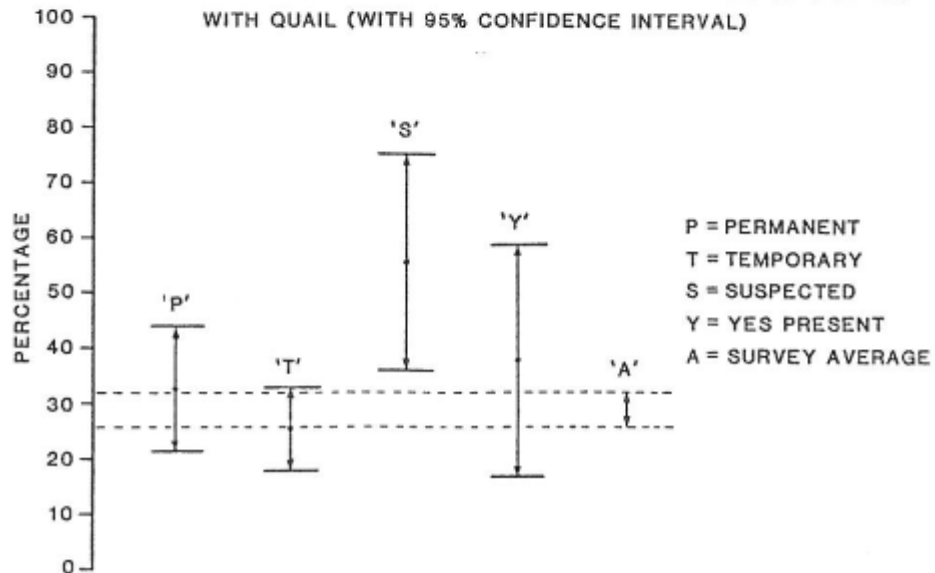 WITH QUAIL (WITH 95% CONFIDENCE INTERVAL)
100
90
80
70
60
50
40
30
20
10
0
PERCENTAGE
'P'
'T'
'S'
'Y'
'A'
P = PERMANENT
T = TEMPORARY
S = SUSPECTED
Y = YES PRESENT
A = SURVEY AVERAGE